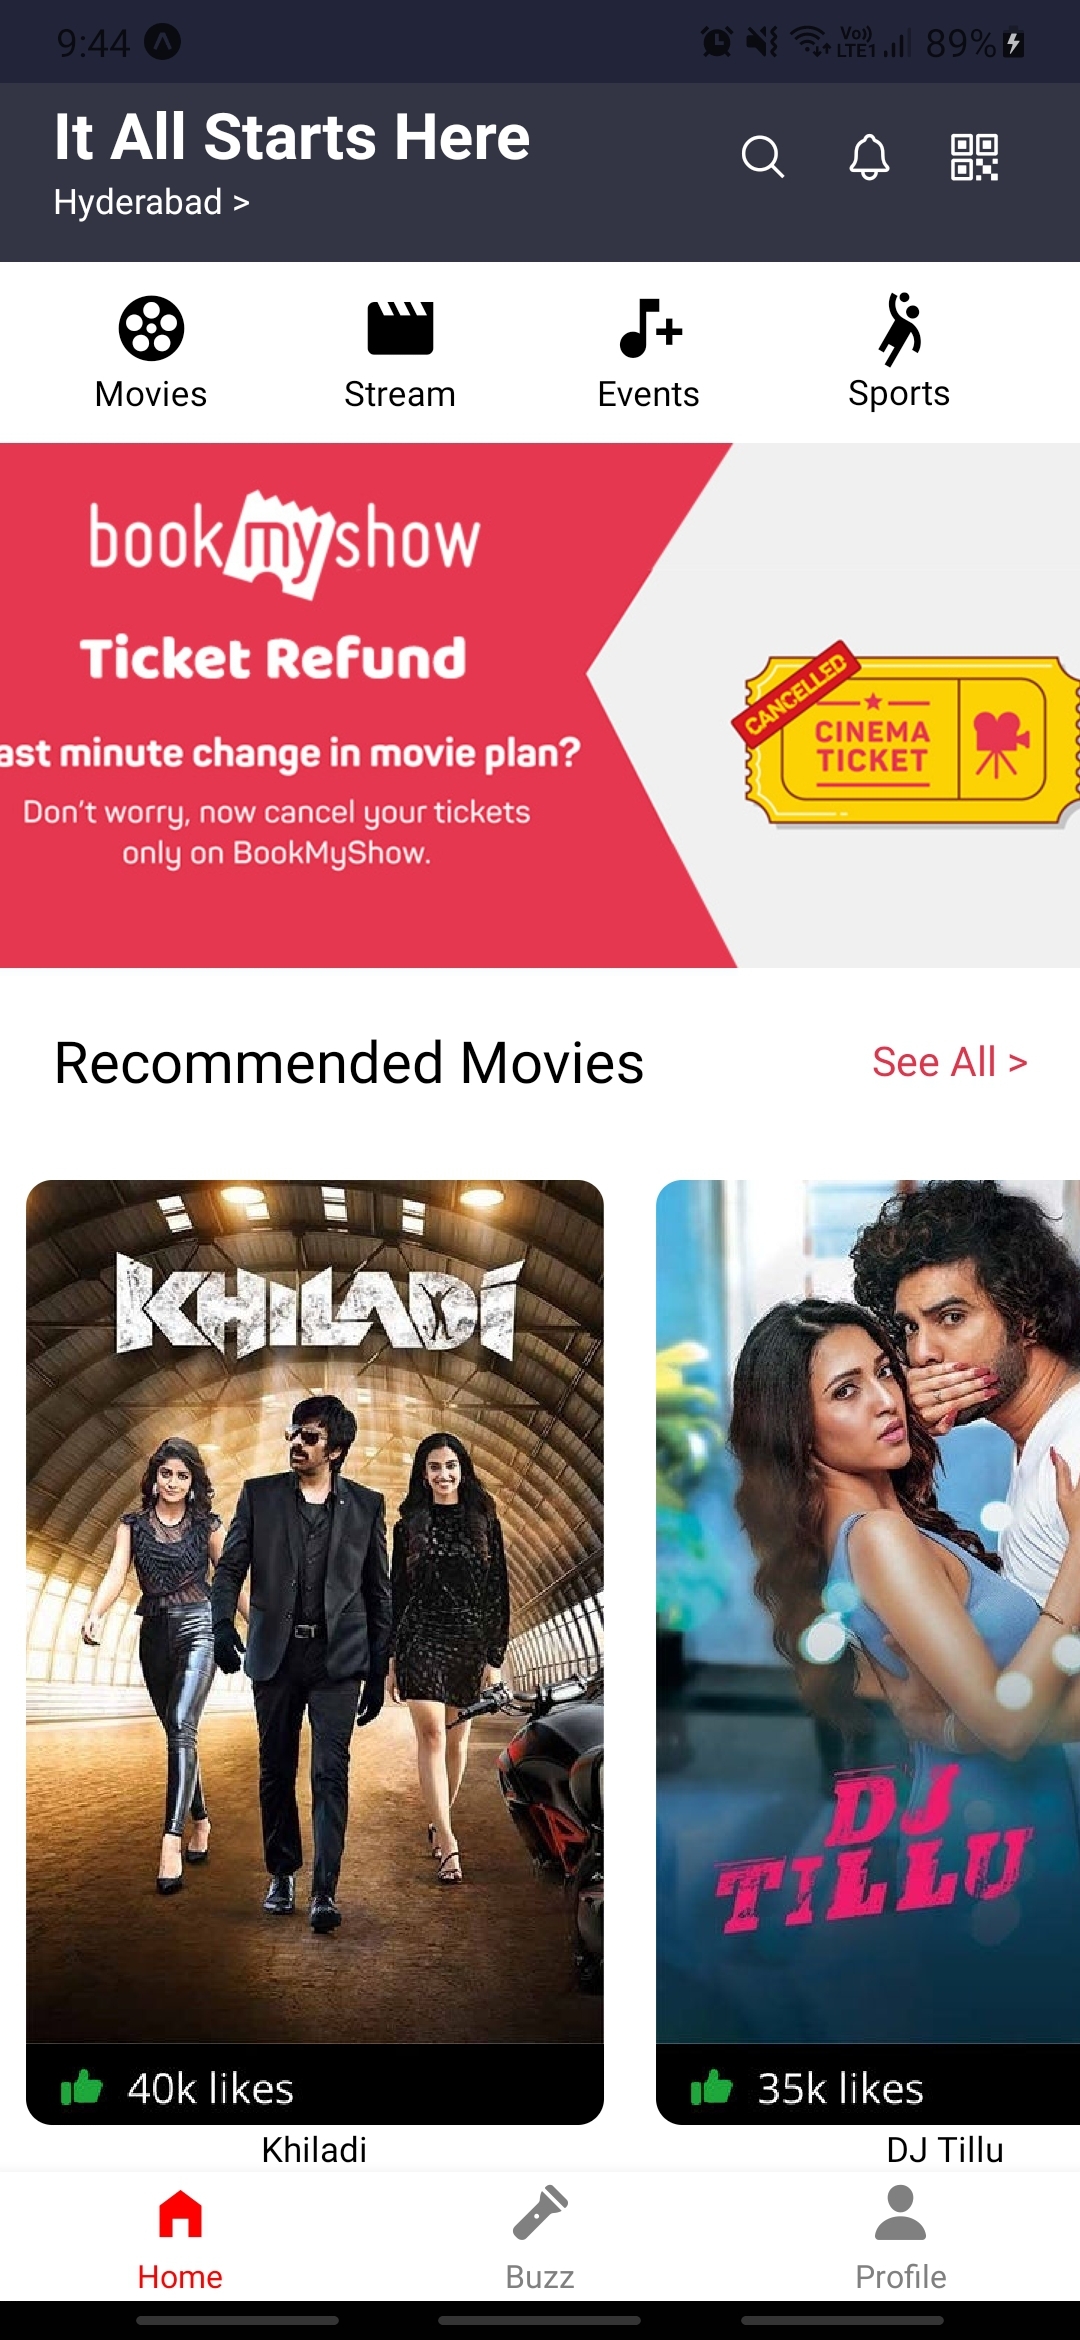 9:44
Vo))
LTE1
89%
It All Starts Here
Hyderabad >
Movies
Stream
Events
Sports
bookmyshow
Ticket Refund
ast minute change in movie plan?
Don't worry, now cancel your tickets
only on BookMyShow.
CANCELLED
CINEMA
TICKET
Recommended Movies
See All >
KHILADi
DJ
TILLU
40k likes
35k likes
Khiladi
DJ Tillu
Home
Buzz
Profile